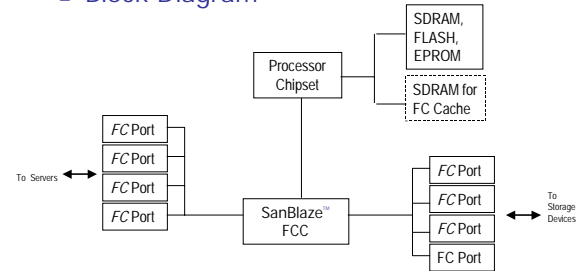 Block Diagram
SDRAM,
FLASH,
EPROM
Processor
Chipset
SDRAM for
FC Cache
FC Port
FC Port
FC Port
FC Port
To Servers
SanBlaze™
FCC
FC Port
FC Port
FC Port
FC Port
To
Storage
Devices